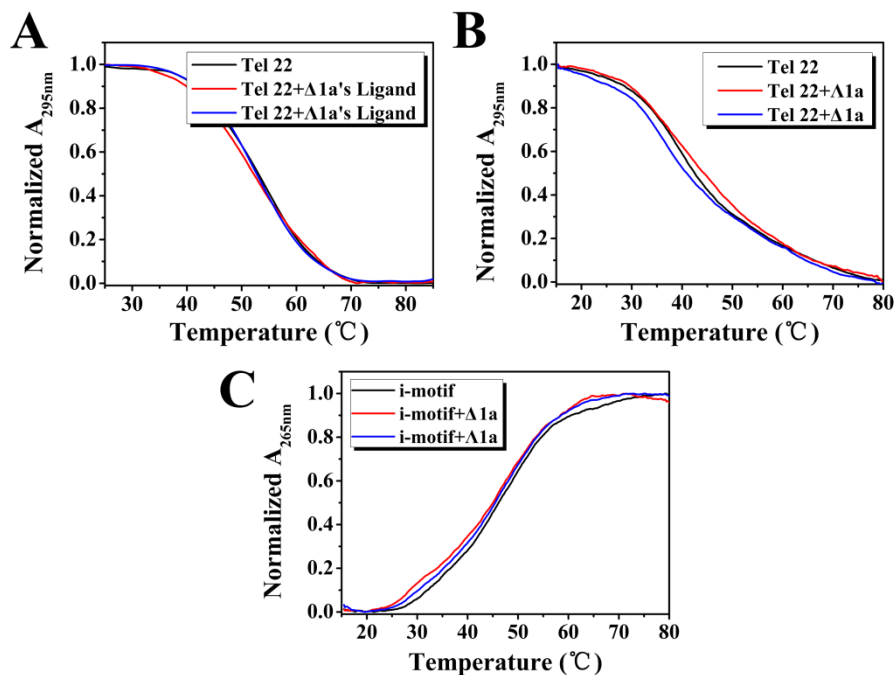 A
Normalized A295nm
1.0
0.8
0.6
0.4
0.2
0.0
Tel 22
Tel 22+Δ1a's Ligand
Tel 22+Λ1a's Ligand
30 40 50 60 70 80
Temperature (℃)
B
Normalized A295nm
1.0
0.8
0.6
0.4
0.2
0.0
Tel 22
Tel 22+Δ1a
Tel 22+Λ1a
20 30 40 50 60 70 80
Temperature (℃)
C
Normalized A265nm
1.0
0.8
0.6
0.4
0.2
0.0
i-motif
i-motif+Δ1a
i-motif+Λ1a
20 30 40 50 60 70 80
Temperature (℃)